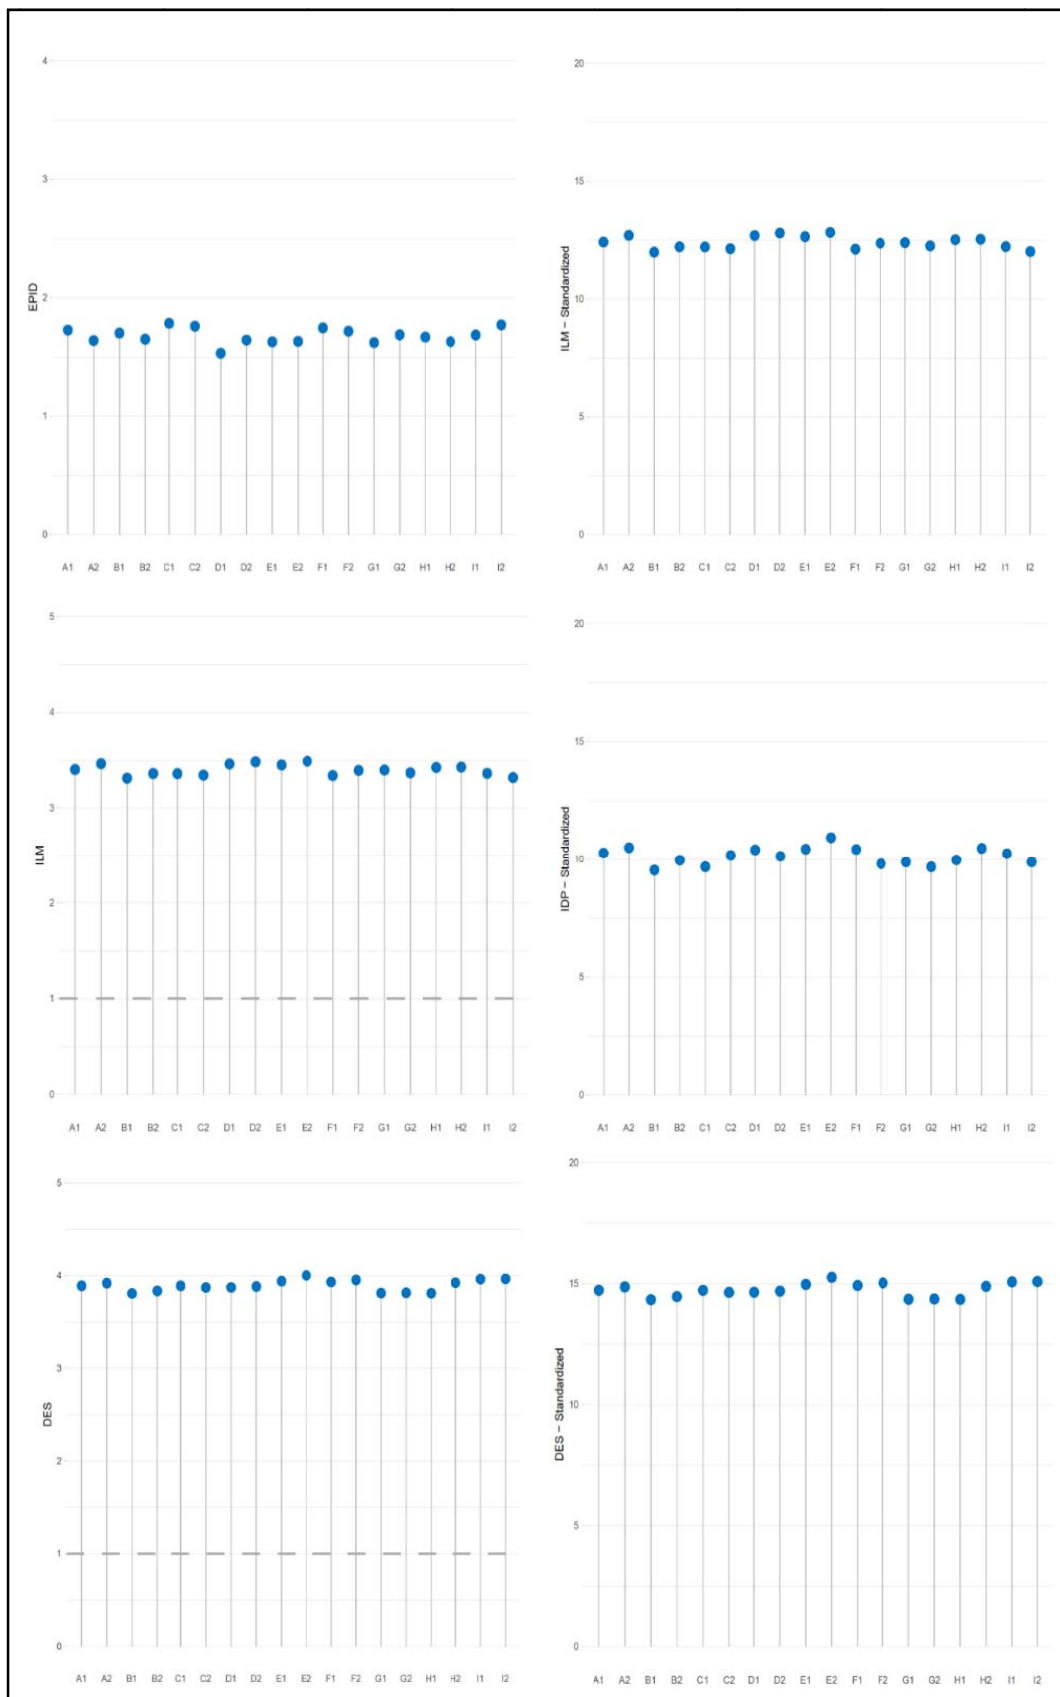 4
3
2
1
0
EPID
A1 A2 B1 B2 C1 C2 D1 D2 E1 E2 F1 F2 G1 G2 H1 H2 I1 I2
20
15
10
5
0
ILM – Standardized
A1 A2 B1 B2 C1 C2 D1 D2 E1 E2 F1 F2 G1 G2 H1 H2 I1 I2
5
4
3
2
1
0
ILM
A1 A2 B1 B2 C1 C2 D1 D2 E1 E2 F1 F2 G1 G2 H1 H2 I1 I2
20
15
10
5
0
IDP – Standardized
A1 A2 B1 B2 C1 C2 D1 D2 E1 E2 F1 F2 G1 G2 H1 H2 I1 I2
5
4
3
2
1
0
DES
A1 A2 B1 B2 C1 C2 D1 D2 E1 E2 F1 F2 G1 G2 H1 H2 I1 I2
20
15
10
5
0
DES – Standardized
A1 A2 B1 B2 C1 C2 D1 D2 E1 E2 F1 F2 G1 G2 H1 H2 I1 I2